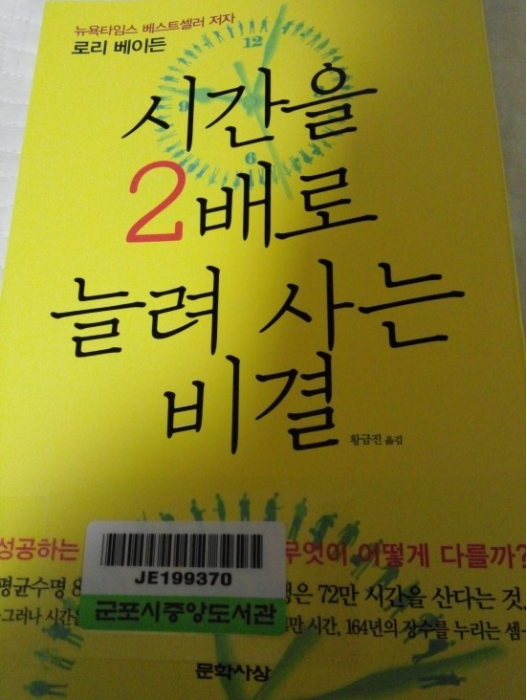 뉴욕타임스 베스트셀러 저자
로리 베이든
12
9
6
시간을
2배로
늘려 사는
비결
황금진 옮김
성공하는 무엇이 어떻게 다를까?
평균수명 8 은 72만 시간을 산다는 것.
그러나 시간을 만 시간, 164년의 장수를 누리는 셈
JE199370
군포시중앙도서관
문학사상